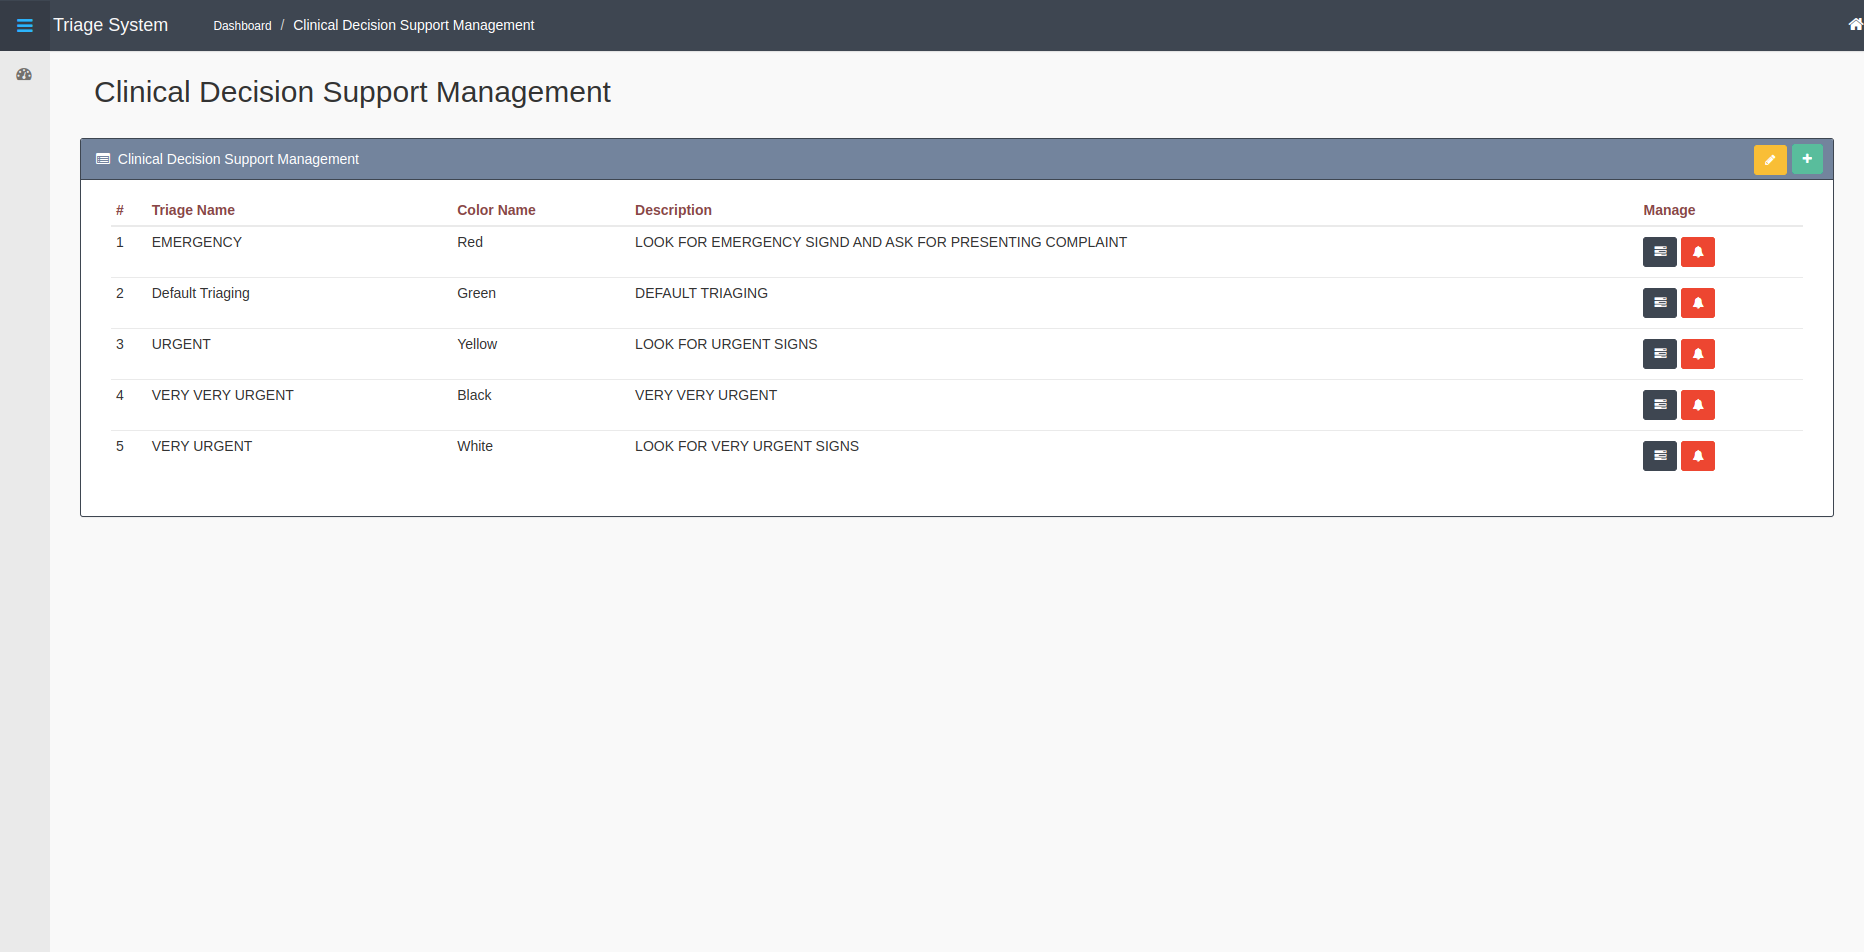 Triage System Dashboard / Clinical Decision Support Management
Clinical Decision Support Management
Clinical Decision Support Management
# Triage Name Color Name Description Manage
1 EMERGENCY Red LOOK FOR EMERGENCY SIGND AND ASK FOR PRESENTING COMPLAINT
2 Default Triaging Green DEFAULT TRIAGING
3 URGENT Yellow LOOK FOR URGENT SIGNS
4 VERY VERY URGENT Black VERY VERY URGENT
5 VERY URGENT White LOOK FOR VERY URGENT SIGNS